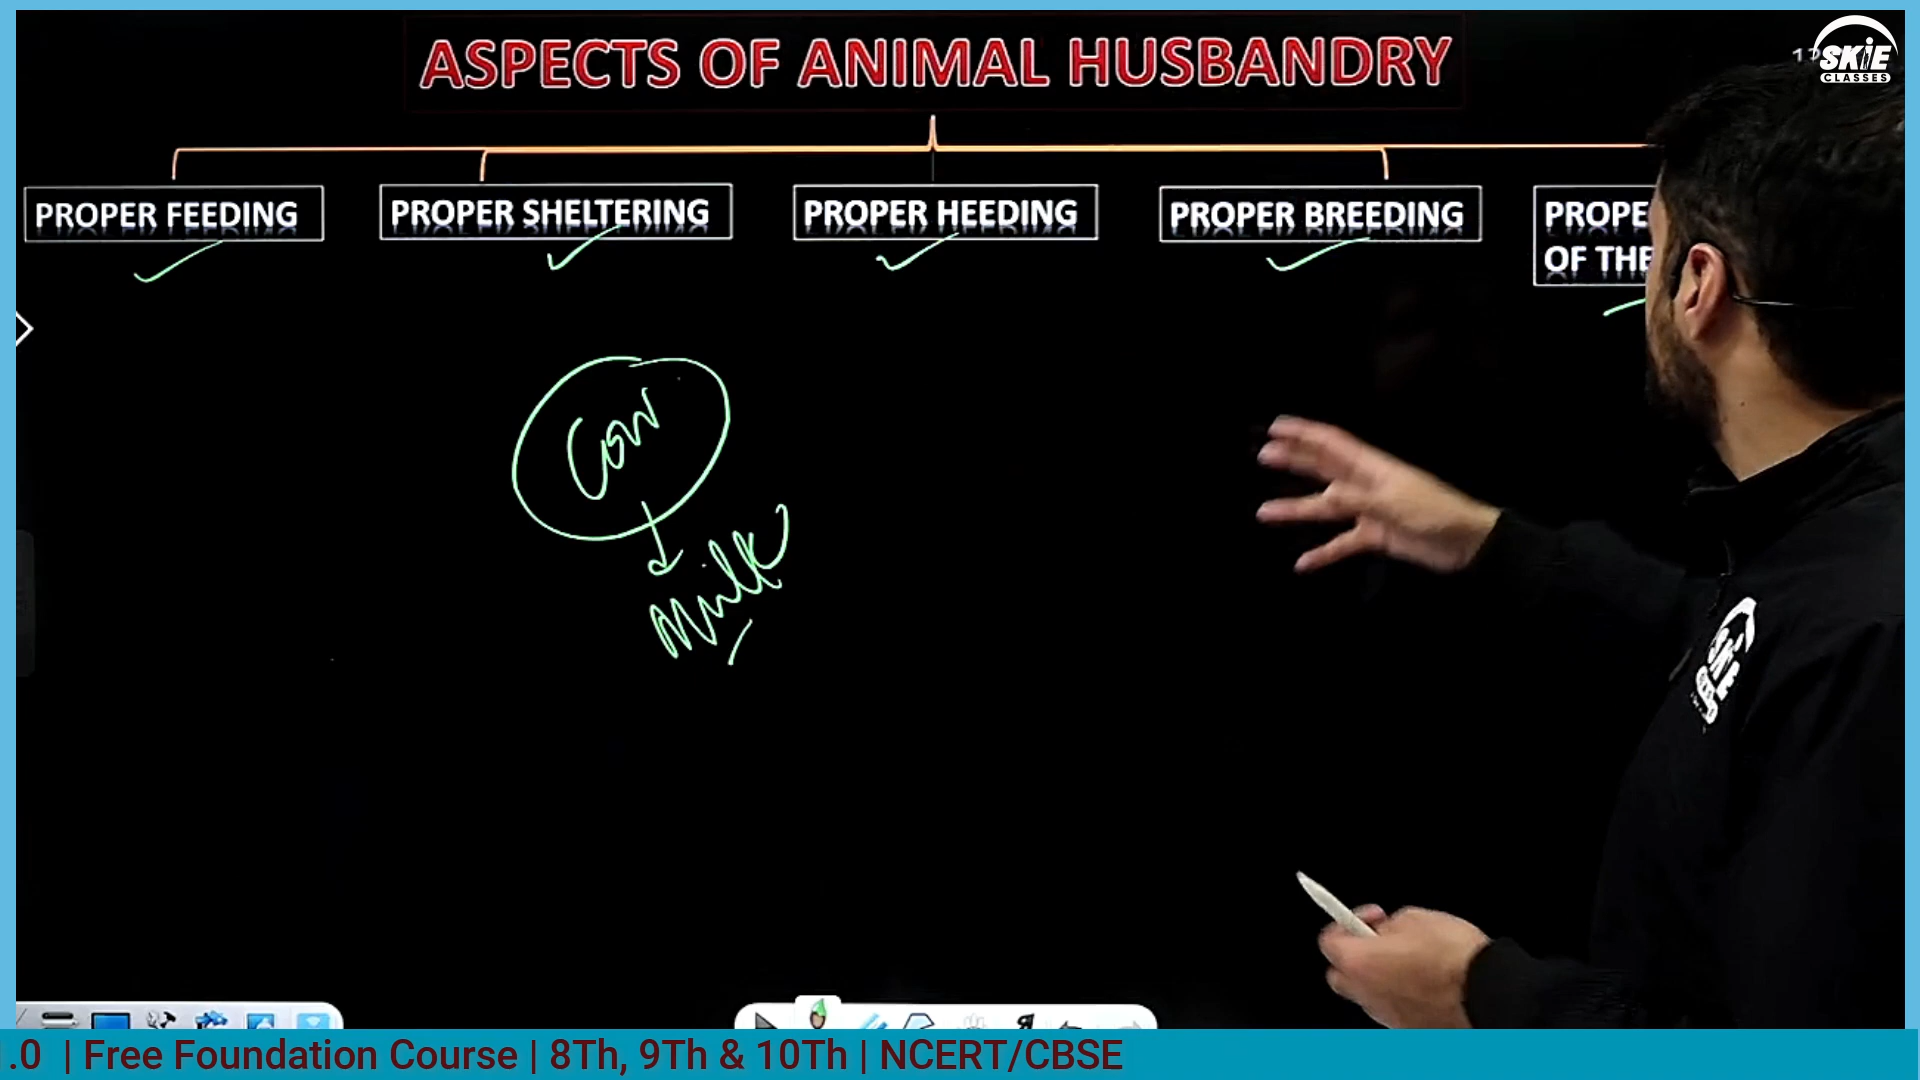 ASPECTS OF ANIMAL HUSBANDRY
SKiE
CLASSES
PROPER FEEDING
PROPER SHELTERING
PROPER HEEDING
PROPER BREEDING
PROPE
OF THE
Cow
Milk
.0 | Free Foundation Course | 8Th, 9Th & 10Th | NCERT/CBSE